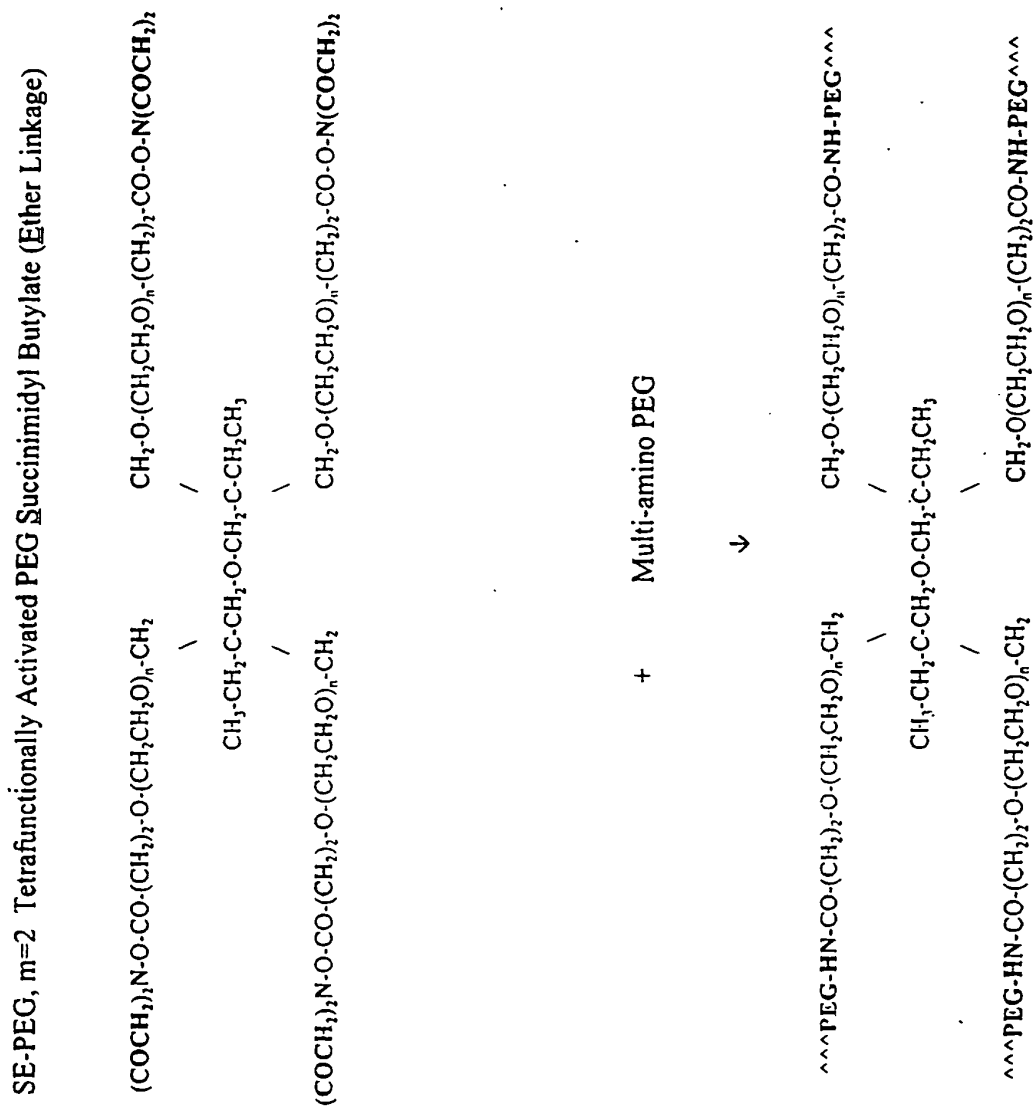 SE-PEG, m=2 Tetrafunctionally Activated PEG Succinimidyl Butylate (Ether Linkage)
(COCH₂)₂N-O-CO-(CH₂)₂-O-(CH₂CH₂O)ₙ-CH₂ CH₂-O-(CH₂CH₂O)ₙ-(CH₂)₂-CO-O-N(COCH₂)₂
CH₃-CH₂-C-CH₂-O-CH₂-C-CH₂CH₃
(COCH₂)₂N-O-CO-(CH₂)₂-O-(CH₂CH₂O)ₙ-CH₂ CH₂-O-(CH₂CH₂O)ₙ-(CH₂)₂-CO-O-N(COCH₂)₂
+ Multi-amino PEG
↓
^^^PEG-HN-CO-(CH₂)₂-O-(CH₂CH₂O)ₙ-CH₂ CH₂-O-(CH₂CH₂O)ₙ-(CH₂)₂-CO-NH-PEG^^^
CH₃-CH₂-C-CH₂-O-CH₂-C-CH₂CH₃
^^^PEG-HN-CO-(CH₂)₂-O-(CH₂CH₂O)ₙ-CH₂ CH₂-O(CH₂CH₂O)ₙ-(CH₂)₂CO-NH-PEG^^^